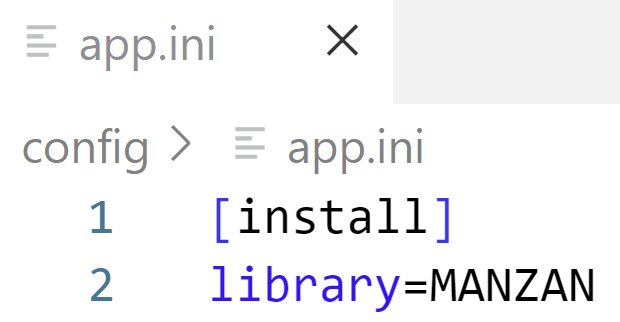 app.ini
config > app.ini
1 [install]
2 library=MANZAN